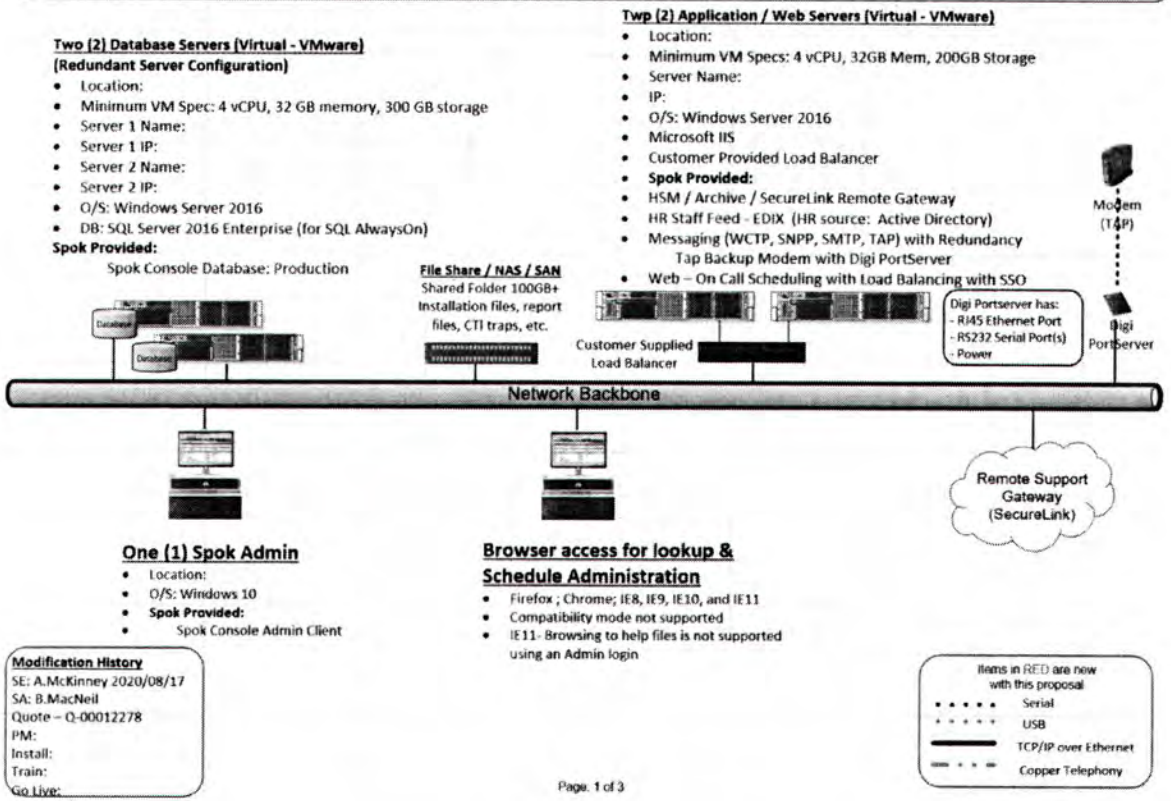 Two (2) Database Servers (Virtual - VMware)
(Redundant Server Configuration)
• Location:
• Minimum VM Spec: 4 vCPU, 32 GB memory, 300 GB storage
• Server 1 Name:
• Server 1 IP:
• Server 2 Name:
• Server 2 IP:
• O/S: Windows Server 2016
• DB: SQL Server 2016 Enterprise (for SQL AlwaysOn)
Spok Provided:
Spok Console Database: Production
Database
Database
File Share / NAS / SAN
Shared Folder 100GB+
Installation files, report
files, CTI traps, etc.
Twp (2) Application / Web Servers (Virtual - VMware)
• Location:
• Minimum VM Specs: 4 vCPU, 32GB Mem, 200GB Storage
• Server Name:
• IP:
• O/S: Windows Server 2016
• Microsoft IIS
• Customer Provided Load Balancer
• Spok Provided:
• HSM / Archive / SecureLink Remote Gateway
• HR Staff Feed - EDIX (HR source: Active Directory)
• Messaging (WCTP, SNPP, SMTP, TAP) with Redundancy
Tap Backup Modem with Digi PortServer
• Web – On Call Scheduling with Load Balancing with SSO
Customer Supplied
Load Balancer
Digi Portserver has:
- RJ45 Ethernet Port
- RS232 Serial Port(s)
- Power
Modem
(TAP)
Digi
PortServer
Network Backbone
Remote Support
Gateway
(SecureLink)
One (1) Spok Admin
• Location:
• O/S: Windows 10
• Spok Provided:
• Spok Console Admin Client
Browser access for lookup &
Schedule Administration
• Firefox ; Chrome; IE8, IE9, IE10, and IE11
• Compatibility mode not supported
• IE11- Browsing to help files is not supported
using an Admin login
Modification History
SE: A.McKinney 2020/08/17
SA: B.MacNeil
Quote – Q-00012278
PM:
Install:
Train:
Go Live:
Page: 1 of 3
Items in RED are new
with this proposal
Serial
USB
TCP/IP over Ethernet
Copper Telephony